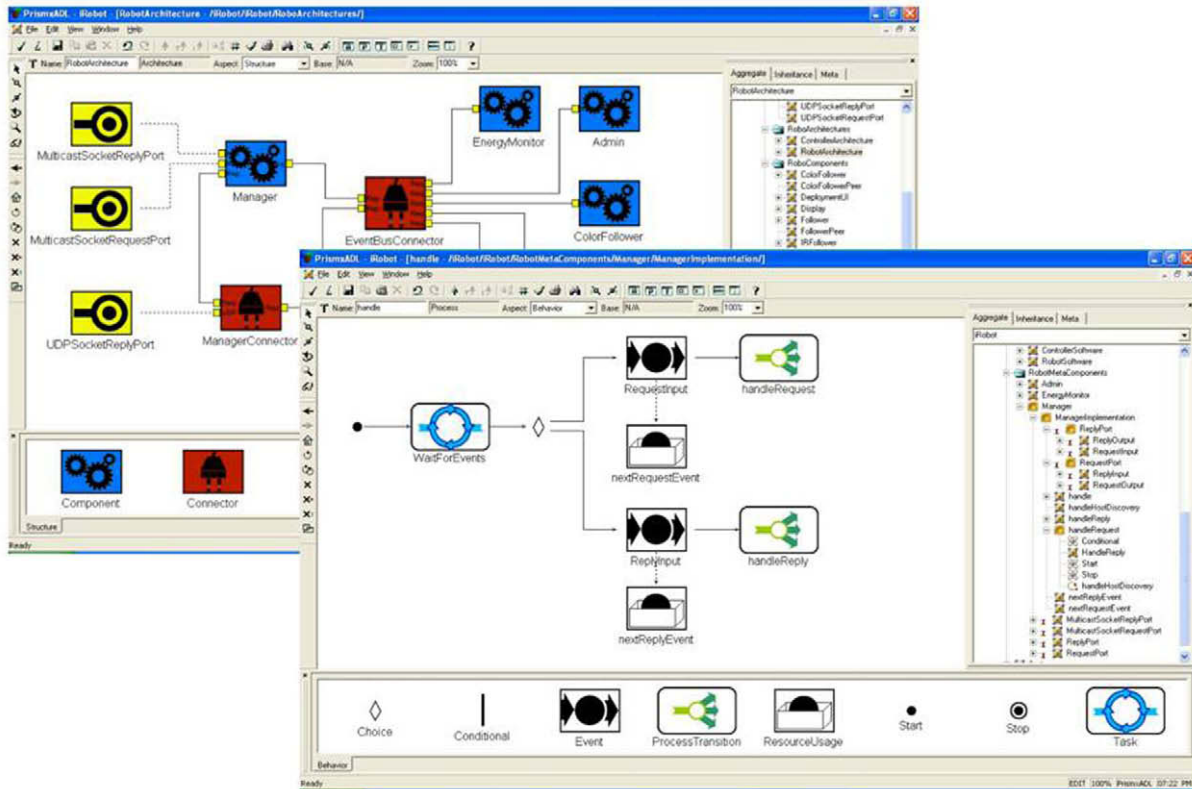 PrismxADL - iRobot - [RobotArchitecture - /iRobot/iRobot/RoboArchitectures/]
File Edit View Window Help
Name: RobotArchitecture Architecture Aspect: Structure Base: N/A Zoom: 100%
Aggregate Inheritance Meta
RobotArchitecture
UDPSocketReplyPort
UDPSocketRequestPort
RoboArchitectures
ControllerArchitecture
RobotArchitecture
RoboComponents
ColorFollower
ColorFollowerPeer
DeploymentUI
Display
Follower
FollowerPeer
IRFollower
MulticastSocketReplyPort
EnergyMonitor
Admin
Manager
MulticastSocketRequestPort
EventBusConnector
ColorFollower
UDPSocketReplyPort
ManagerConnector
Component
Connector
Structure
Ready
PrismxADL - iRobot - [handle - /iRobot/iRobot/RobotMetaComponents/Manager/ManagerImplementation/]
File Edit View Window Help
Name: handle Process Aspect: Behavior Base: N/A Zoom: 100%
Aggregate Inheritance Meta
iRobot
ControllerSoftware
RobotSoftware
RobotMetaComponents
Admin
EnergyMonitor
Manager
ManagerImplementation
ReplyPort
ReplyOutput
RequestInput
RequestPort
ReplyInput
RequestOutput
handle
handleHostDiscovery
handleReply
handleRequest
Conditional
HandleReply
Start
Stop
handleHostDiscovery
nextReplyEvent
nextRequestEvent
MulticastSocketReplyPort
MulticastSocketRequestPort
ReplyPort
RequestPort
RequestInput
handleRequest
WaitForEvents
nextRequestEvent
ReplyInput
handleReply
nextReplyEvent
Choice
Conditional
Event
ProcessTransition
ResourceUsage
Start
Stop
Task
Behavior
Ready
EDIT 100% PrismxADL 07:22 PM